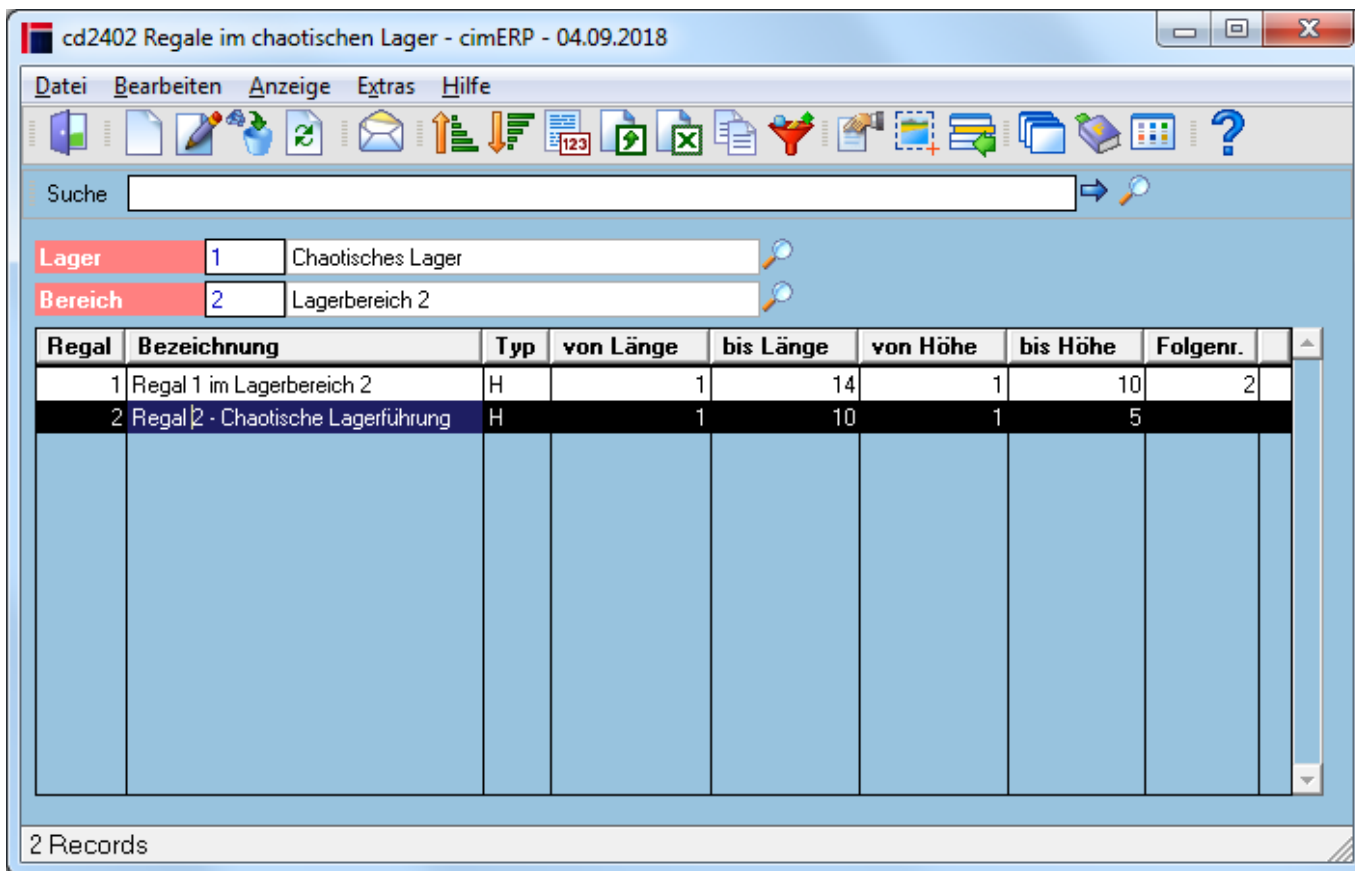 cd2402 Regale im chaotischen Lager - cimERP - 04.09.2018
Datei Bearbeiten Anzeige Extras Hilfe
123
Suche
Lager 1 Chaotisches Lager
Bereich 2 Lagerbereich 2
Regal Bezeichnung Typ von Länge bis Länge von Höhe bis Höhe Folgenr.
1 Regal 1 im Lagerbereich 2 H 1 14 1 10 2
2 Regal 2 - Chaotische Lagerführung H 1 10 1 5
2 Records